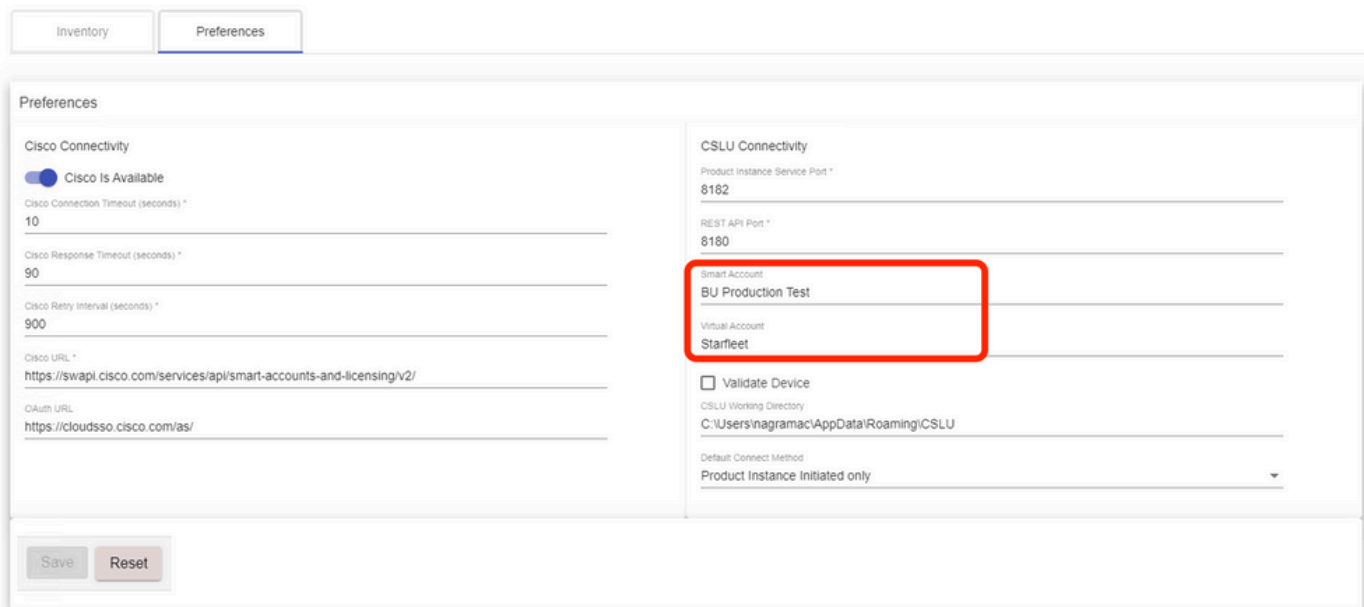 Inventory
Preferences
Preferences
Cisco Connectivity
Cisco Is Available
Cisco Connection Timeout (seconds) *
10
Cisco Response Timeout (seconds) *
90
Cisco Retry Interval (seconds) *
900
Cisco URL *
https://swapi.cisco.com/services/api/smart-accounts-and-licensing/v2/
OAuth URL
https://cloudsso.cisco.com/as/
CSLU Connectivity
Product Instance Service Port *
8182
REST API Port *
8180
Smart Account
BU Production Test
Virtual Account
Starfleet
Validate Device
CSLU Working Directory
C:\Users\nagramac\AppData\Roaming\CSLU
Default Connect Method
Product Instance Initiated only
Save
Reset